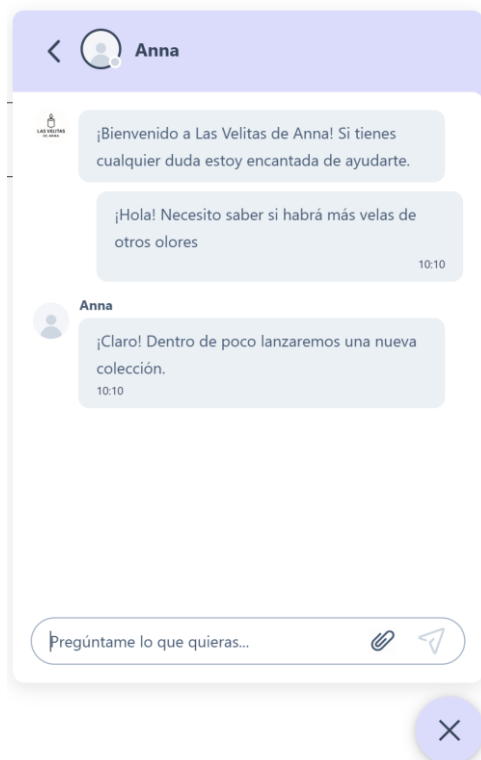 Anna
LAS VELITAS
DE ANNA
¡Bienvenido a Las Velitas de Anna! Si tienes
cualquier duda estoy encantada de ayudarte.
¡Hola! Necesito saber si habrá más velas de
otros olores
10:10
Anna
¡Claro! Dentro de poco lanzaremos una nueva
colección.
10:10
Pregúntame lo que quieras...